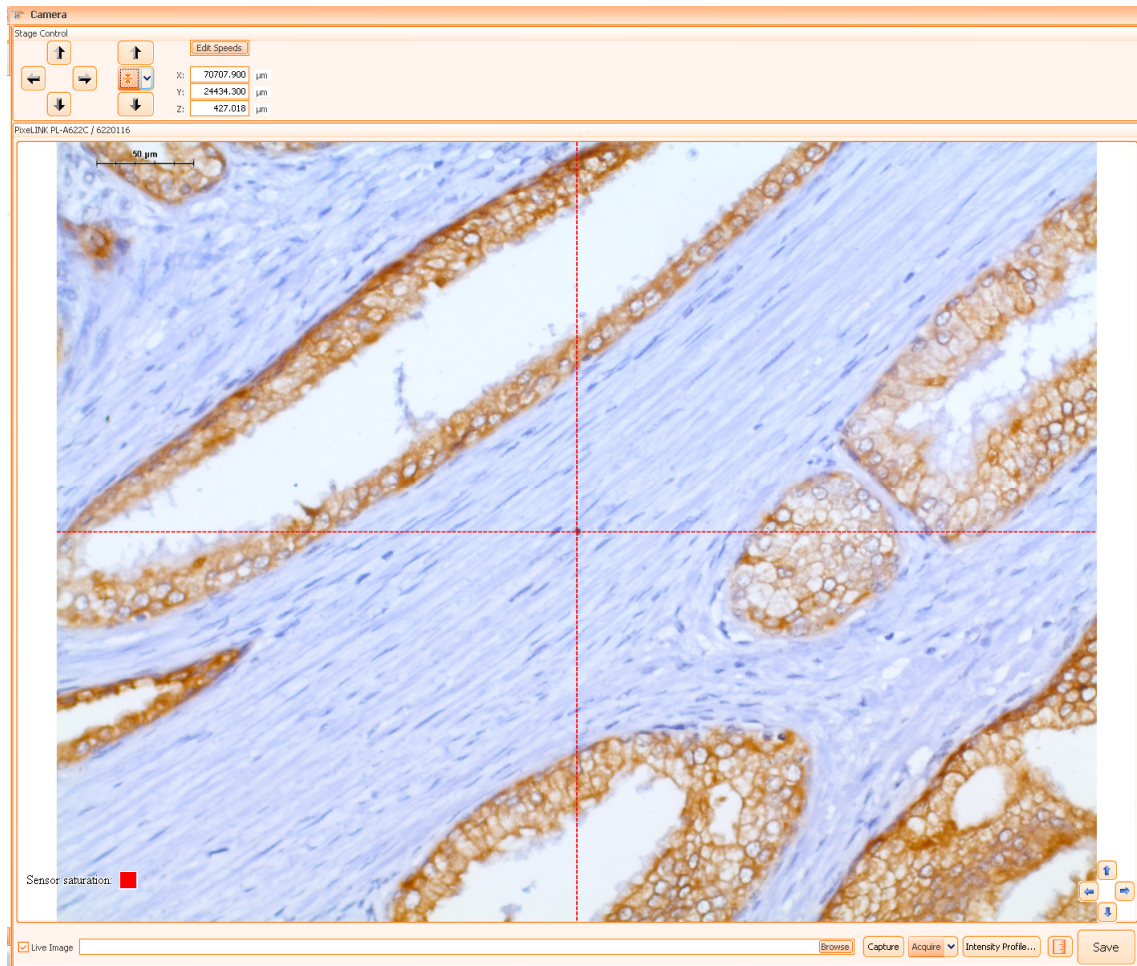 Camera
Stage Control
Edit Speeds
X: 70707.900 µm
Y: 24434.300 µm
Z: 427.018 µm
PixeLINK PL-A622C / 6220116
50 µm
Sensor saturation:
Live Image Browse Capture Acquire Intensity Profile... Save